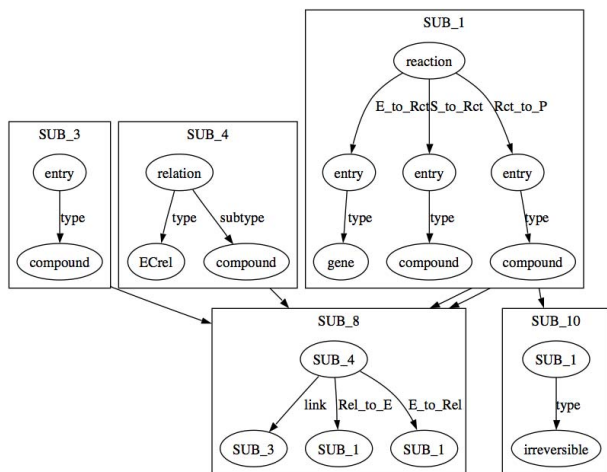 SUB_1
reaction
E_to_Rct S_to_Rct Rct_to_P
SUB_3 SUB_4
entry relation entry entry entry
type type subtype type type type
compound ECrel compound gene compound compound
SUB_8 SUB_10
SUB_4 SUB_1
link Rel_to_E E_to_Rel type
SUB_3 SUB_1 SUB_1 irreversible